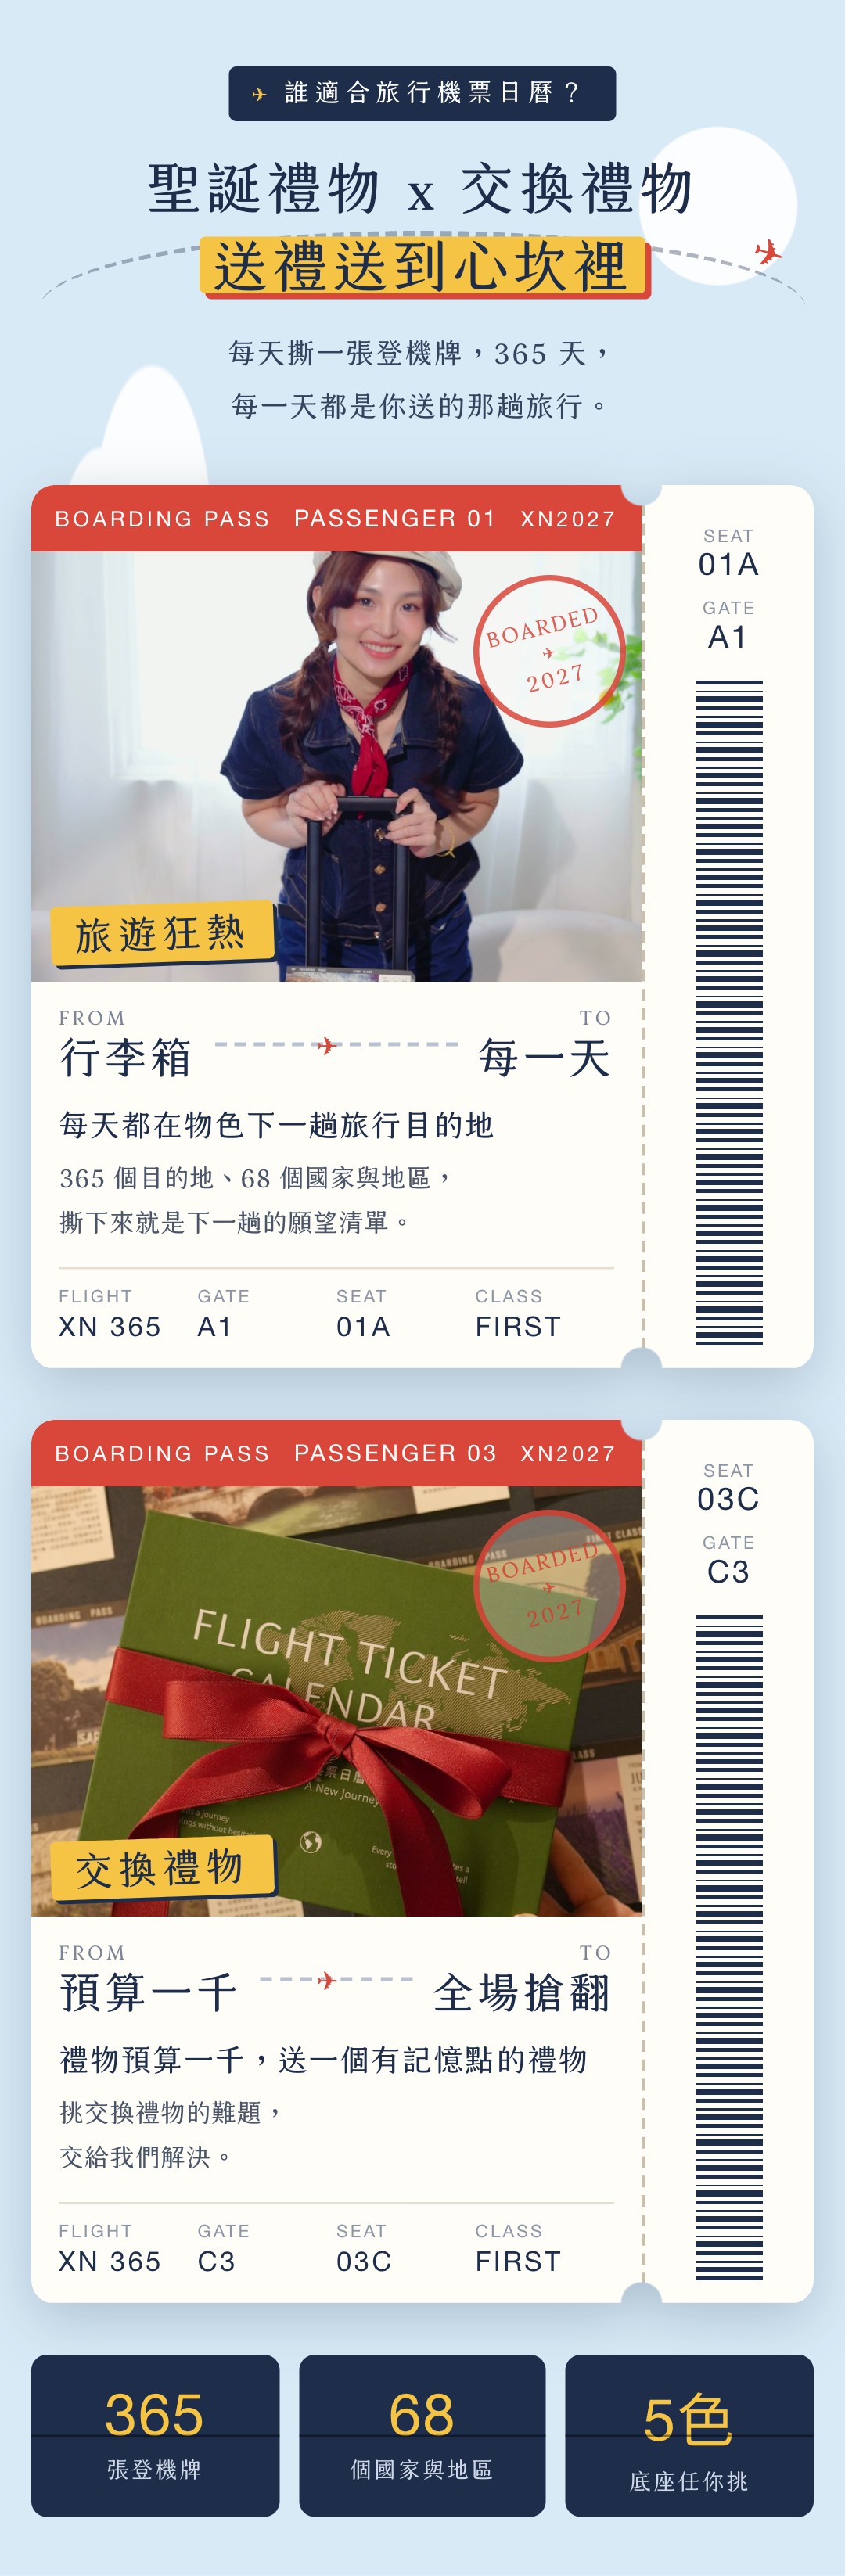 ✈ 誰適合旅行機票日曆？
聖誕禮物 x 交換禮物
送禮送到心坎裡
每天撕一張登機牌，365 天，
每一天都是你送的那趟旅行。
BOARDING PASS PASSENGER 01 XN2027
SEAT
01A
GATE
A1
BOARDED
✈
2027
旅遊狂熱
FROM
TO
行李箱
每一天
每天都在物色下一趟旅行目的地
365 個目的地、68 個國家與地區，
撕下來就是下一趟的願望清單。
FLIGHT GATE SEAT CLASS
XN 365 A1 01A FIRST
BOARDING PASS PASSENGER 03 XN2027
SEAT
03C
GATE
C3
BOARDED
✈
2027
BOARDING PASS
FLIGHT TICKET
CALENDAR
票日曆
A New Journey
交換禮物
FROM
TO
預算一千
全場搶翻
禮物預算一千，送一個有記憶點的禮物
挑交換禮物的難題，
交給我們解決。
FLIGHT GATE SEAT CLASS
XN 365 C3 03C FIRST
365
張登機牌
68
個國家與地區
5色
底座任你挑